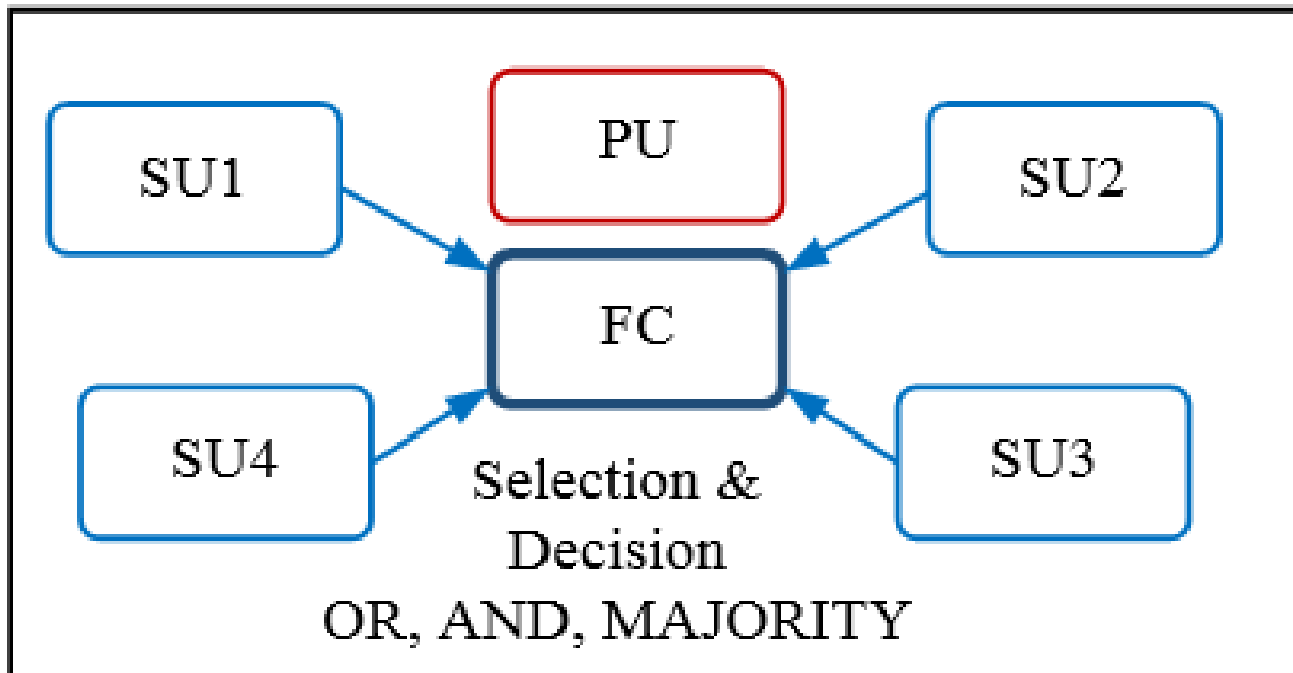 PU
SU1
SU2
FC
SU4
SU3
Selection &
Decision
OR, AND, MAJORITY